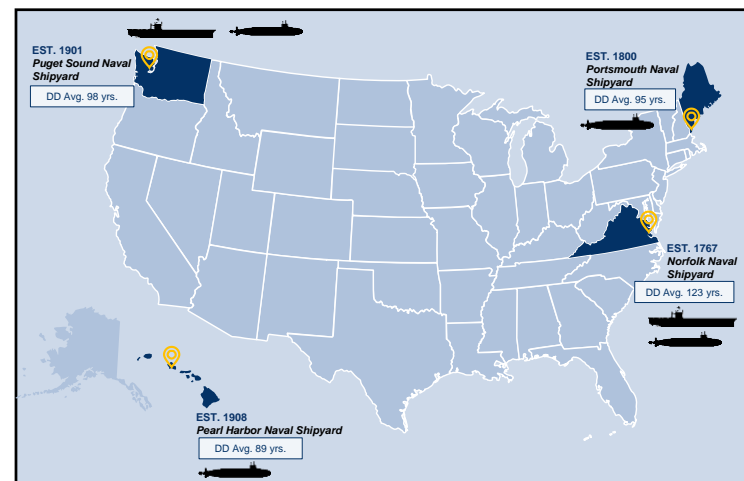 EST. 1901
Puget Sound Naval
Shipyard
DD Avg. 98 yrs.
EST. 1800
Portsmouth Naval
Shipyard
DD Avg. 95 yrs.
EST. 1767
Norfolk Naval
Shipyard
DD Avg. 123 yrs.
EST. 1908
Pearl Harbor Naval Shipyard
DD Avg. 89 yrs.